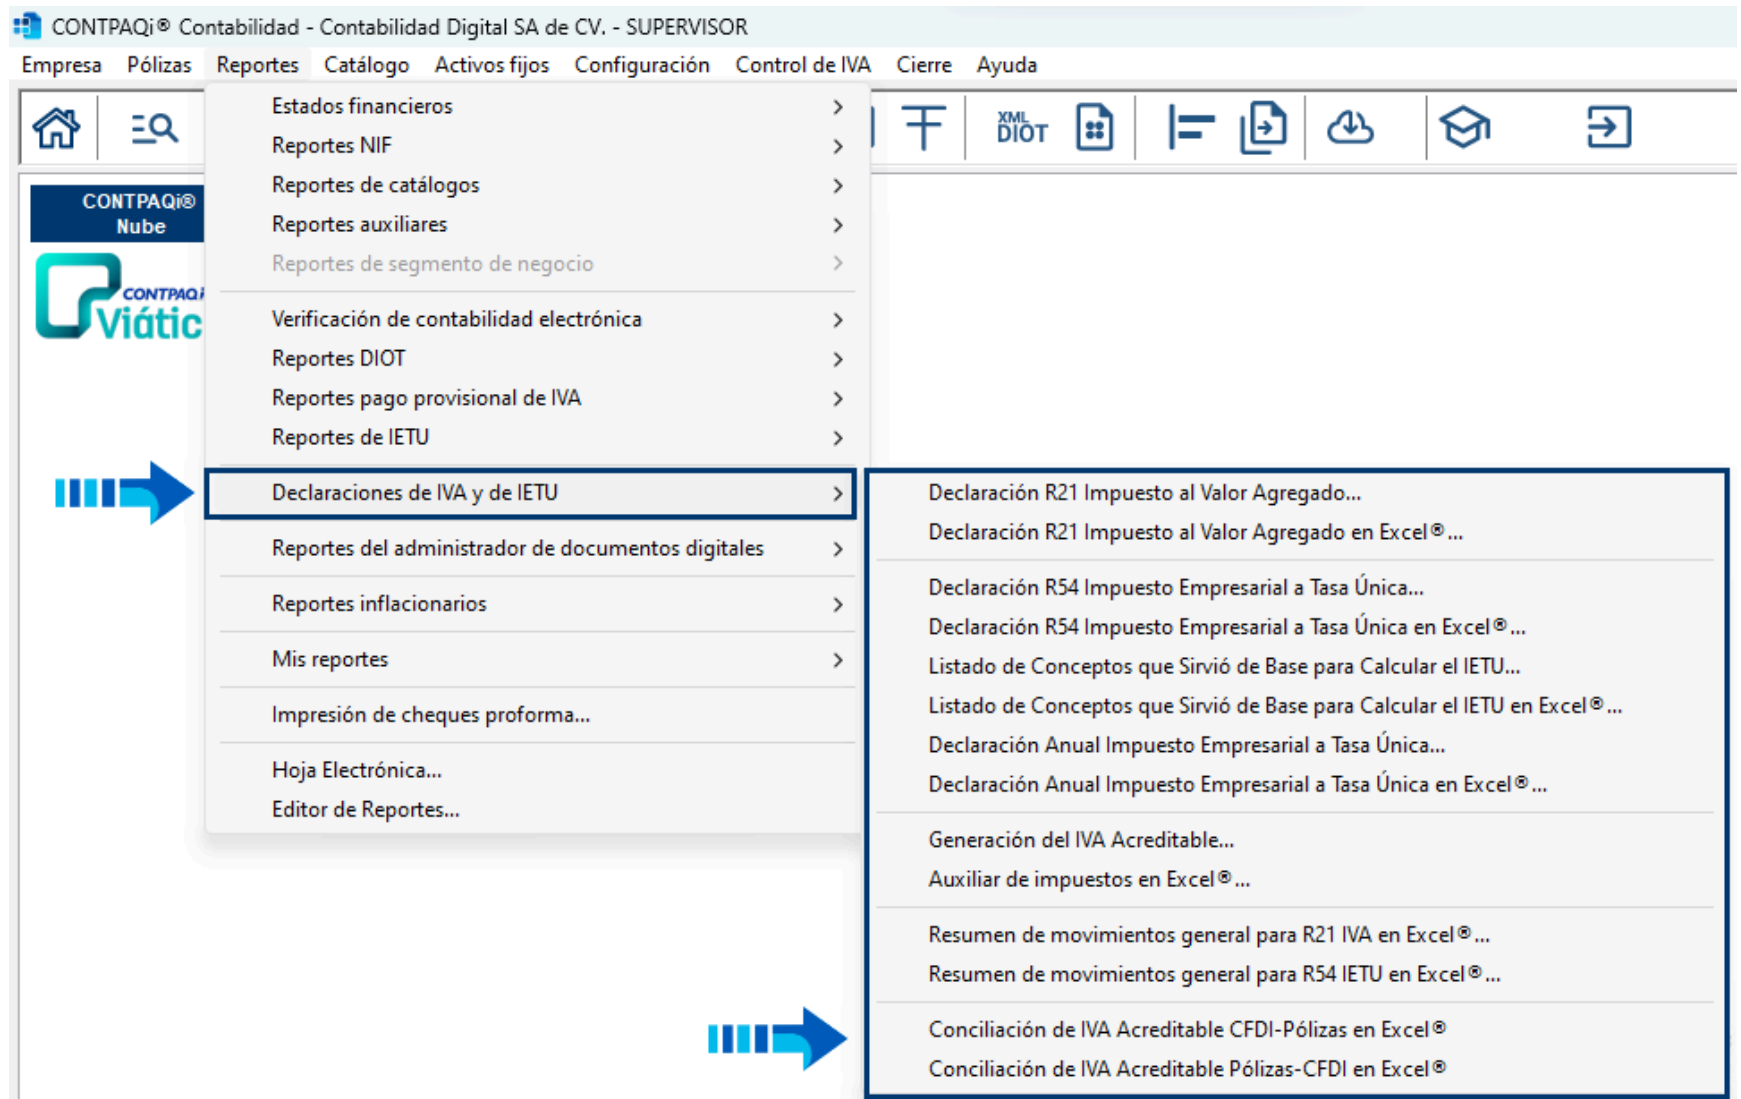 CONTPAQi® Contabilidad - Contabilidad Digital SA de CV. - SUPERVISOR
Empresa Pólizas Reportes Catálogo Activos fijos Configuración Control de IVA Cierre Ayuda
XML
DIOT
CONTPAQi®
Nube
CONTPAQi
Viátic
Estados financieros
Reportes NIF
Reportes de catálogos
Reportes auxiliares
Reportes de segmento de negocio
Verificación de contabilidad electrónica
Reportes DIOT
Reportes pago provisional de IVA
Reportes de IETU
Declaraciones de IVA y de IETU
Reportes del administrador de documentos digitales
Reportes inflacionarios
Mis reportes
Impresión de cheques proforma...
Hoja Electrónica...
Editor de Reportes...
Declaración R21 Impuesto al Valor Agregado...
Declaración R21 Impuesto al Valor Agregado en Excel®...
Declaración R54 Impuesto Empresarial a Tasa Única...
Declaración R54 Impuesto Empresarial a Tasa Única en Excel®...
Listado de Conceptos que Sirvió de Base para Calcular el IETU...
Listado de Conceptos que Sirvió de Base para Calcular el IETU en Excel®...
Declaración Anual Impuesto Empresarial a Tasa Única...
Declaración Anual Impuesto Empresarial a Tasa Única en Excel®...
Generación del IVA Acreditable...
Auxiliar de impuestos en Excel®...
Resumen de movimientos general para R21 IVA en Excel®...
Resumen de movimientos general para R54 IETU en Excel®...
Conciliación de IVA Acreditable CFDI-Pólizas en Excel®
Conciliación de IVA Acreditable Pólizas-CFDI en Excel®